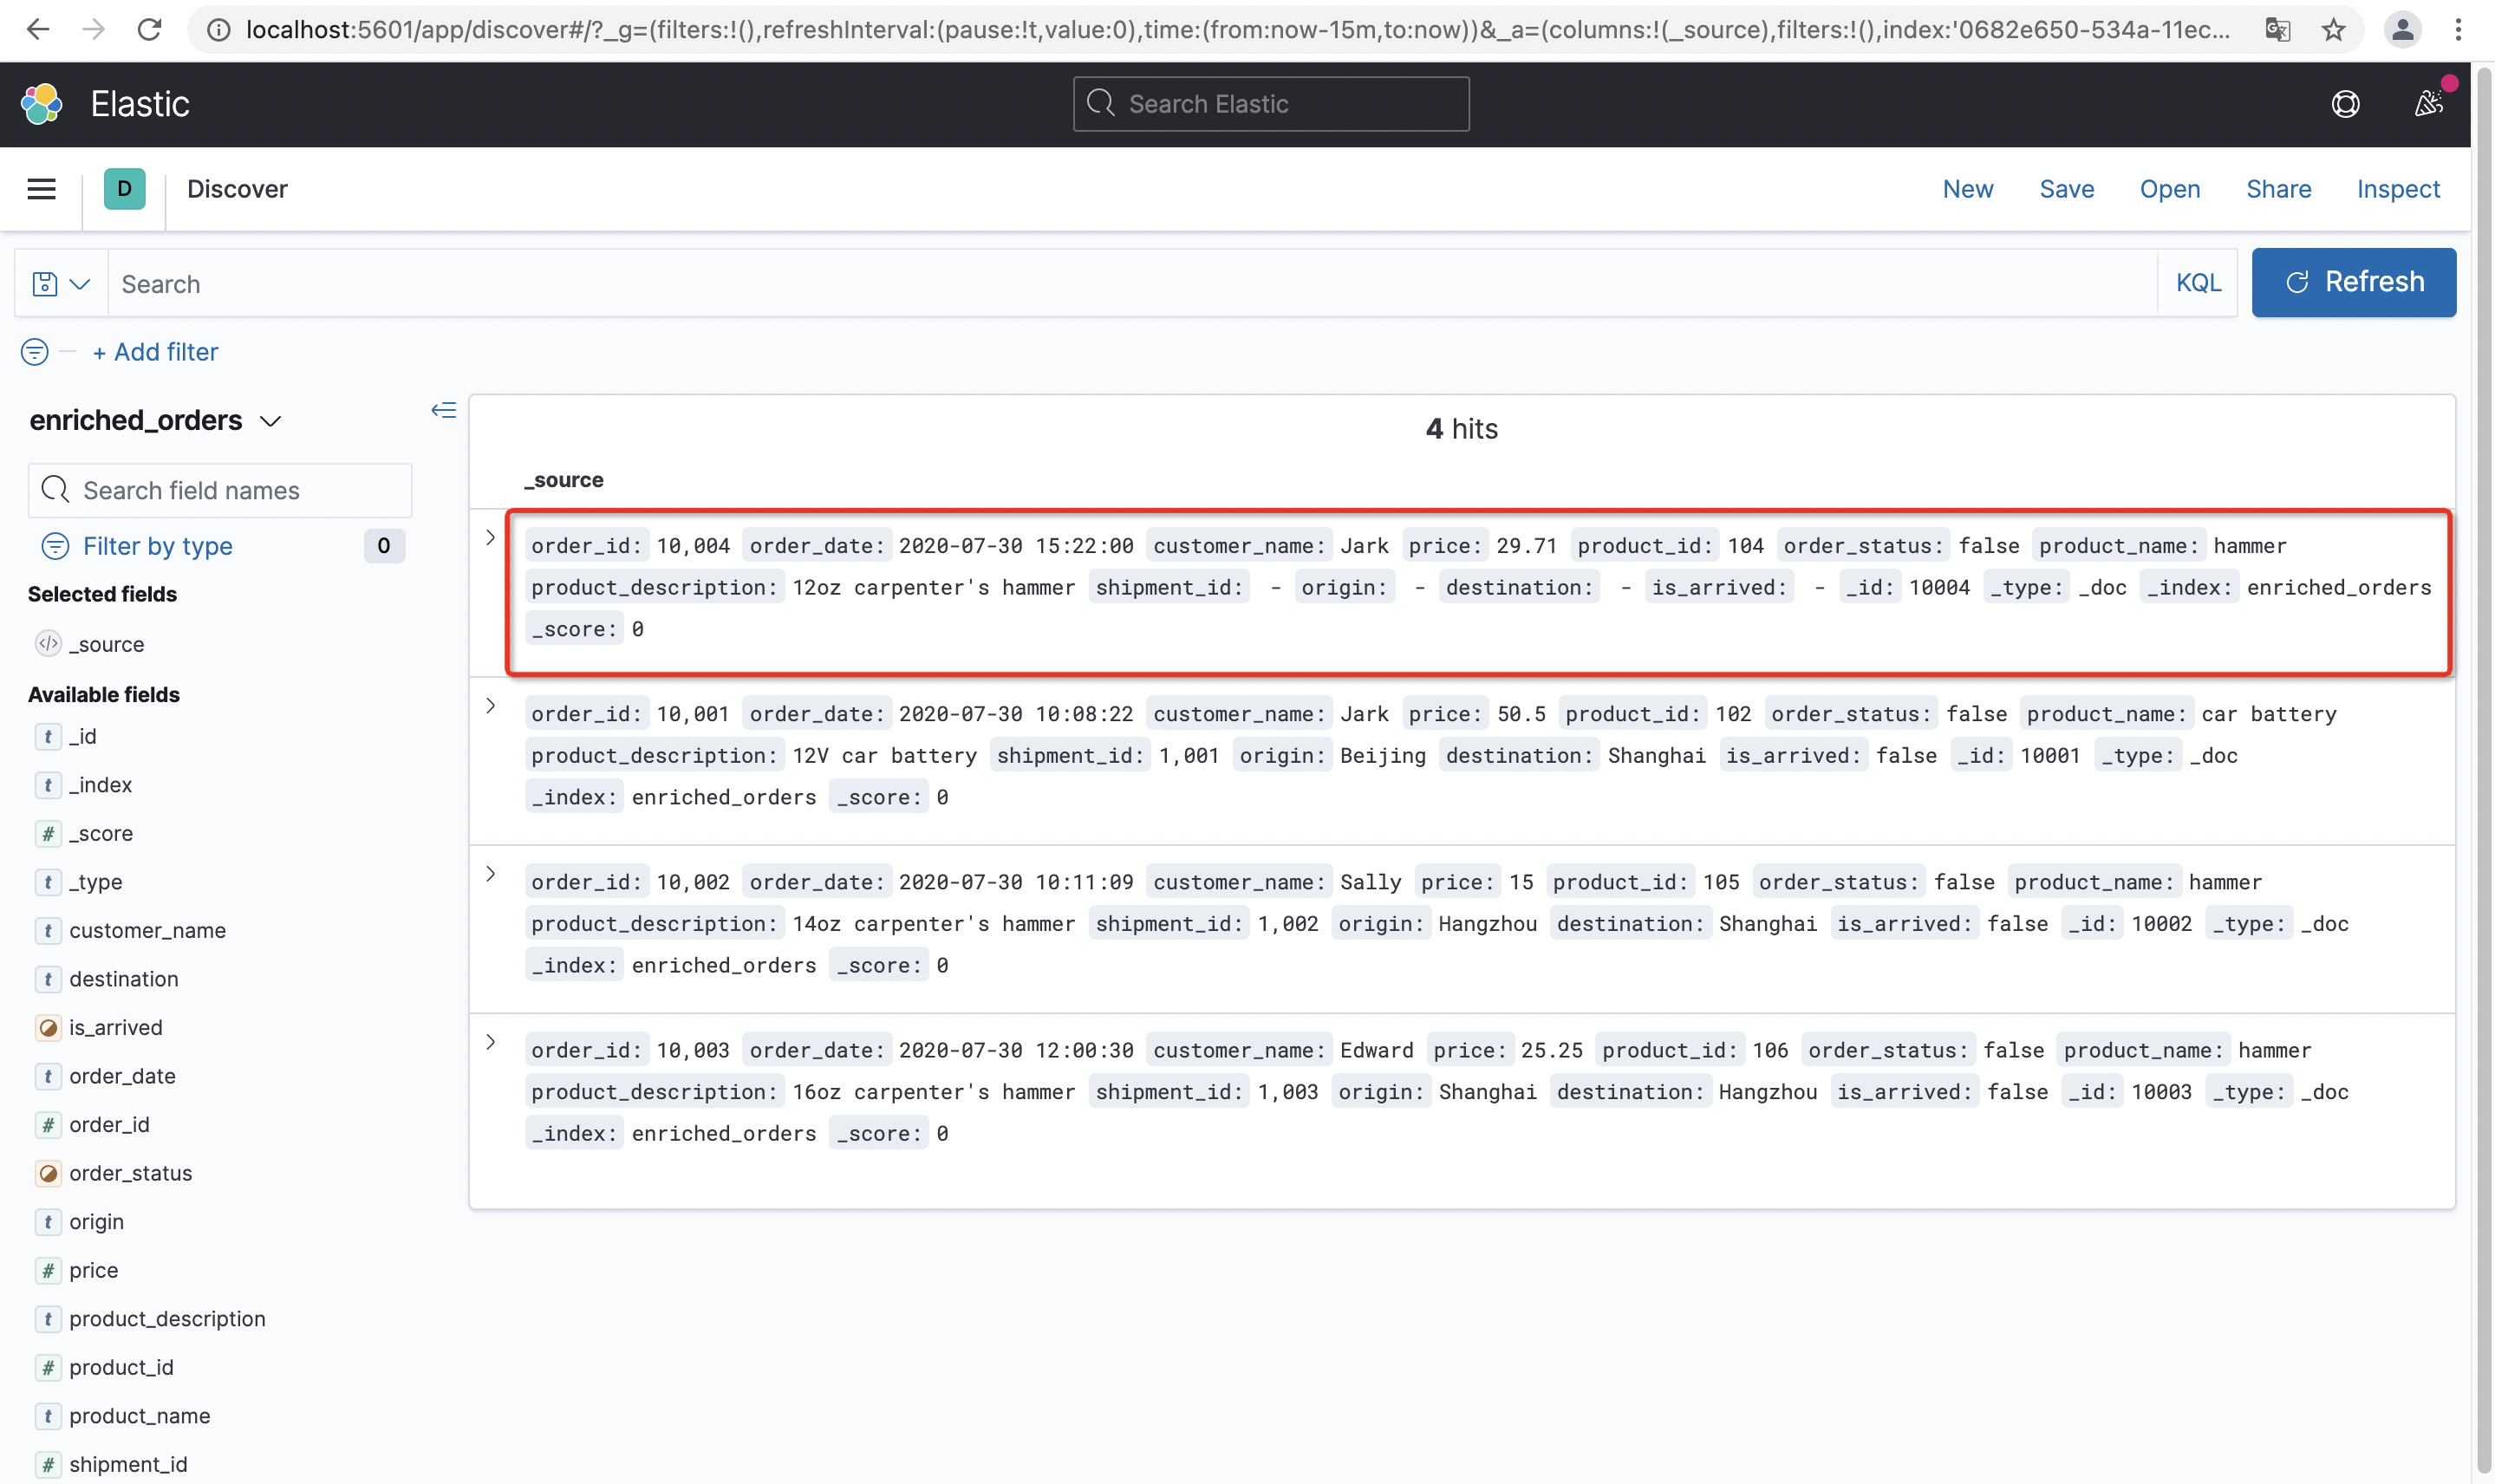 localhost:5601/app/discover#/?_g=(filters:!(),refreshInterval:(pause:!t,value:0),time:(from:now-15m,to:now))&_a=(columns:!(_source),filters:!(),index:'0682e650-534a-11ec...
Elastic
Search Elastic
D
Discover
New
Save
Open
Share
Inspect
Search
KQL
Refresh
+ Add filter
enriched_orders
Search field names
Filter by type
0
Selected fields
_source
Available fields
t _id
t _index
# _score
t _type
t customer_name
t destination
is_arrived
t order_date
# order_id
order_status
t origin
# price
t product_description
# product_id
t product_name
# shipment_id
4 hits
_source
order_id: 10,004 order_date: 2020-07-30 15:22:00 customer_name: Jark price: 29.71 product_id: 104 order_status: false product_name: hammer
product_description: 12oz carpenter's hammer shipment_id: - origin: - destination: - is_arrived: - _id: 10004 _type: _doc _index: enriched_orders
_score: 0
order_id: 10,001 order_date: 2020-07-30 10:08:22 customer_name: Jark price: 50.5 product_id: 102 order_status: false product_name: car battery
product_description: 12V car battery shipment_id: 1,001 origin: Beijing destination: Shanghai is_arrived: false _id: 10001 _type: _doc
_index: enriched_orders _score: 0
order_id: 10,002 order_date: 2020-07-30 10:11:09 customer_name: Sally price: 15 product_id: 105 order_status: false product_name: hammer
product_description: 14oz carpenter's hammer shipment_id: 1,002 origin: Hangzhou destination: Shanghai is_arrived: false _id: 10002 _type: _doc
_index: enriched_orders _score: 0
order_id: 10,003 order_date: 2020-07-30 12:00:30 customer_name: Edward price: 25.25 product_id: 106 order_status: false product_name: hammer
product_description: 16oz carpenter's hammer shipment_id: 1,003 origin: Shanghai destination: Hangzhou is_arrived: false _id: 10003 _type: _doc
_index: enriched_orders _score: 0